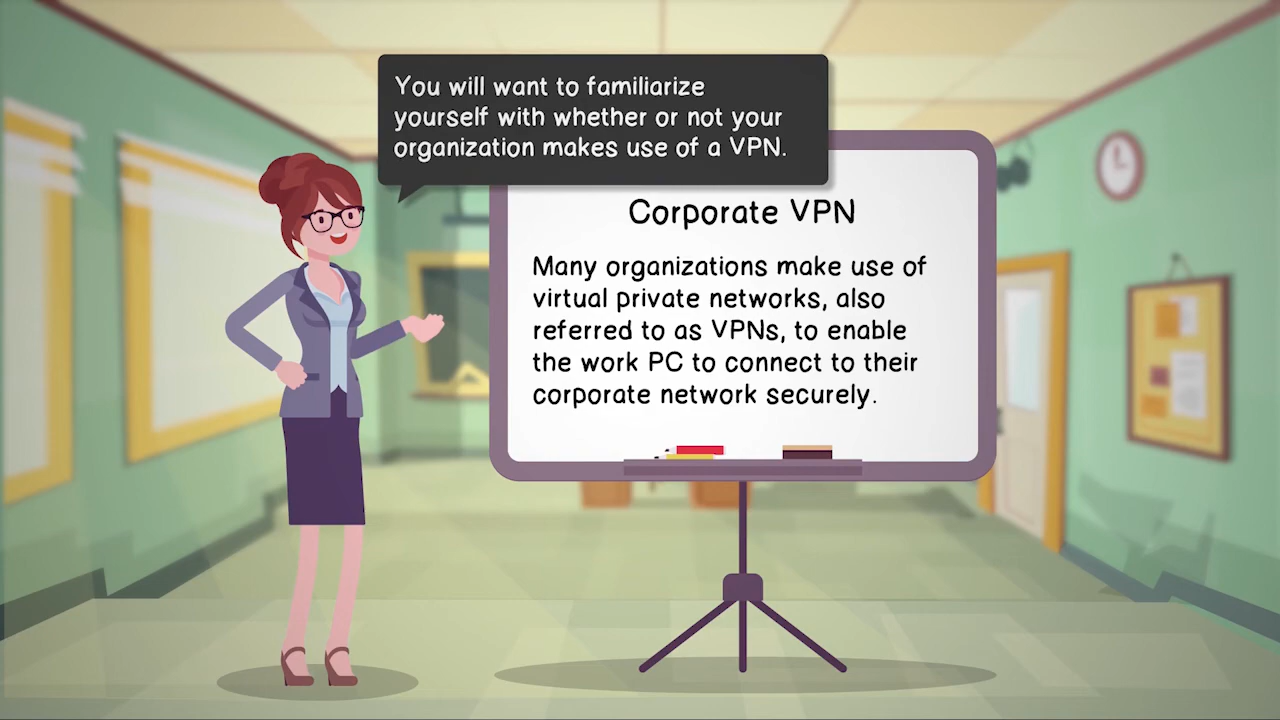 You will want to familiarize
yourself with whether or not your
organization makes use of a VPN.
Corporate VPN
Many organizations make use of
virtual private networks, also
referred to as VPNs, to enable
the work PC to connect to their
corporate network securely.